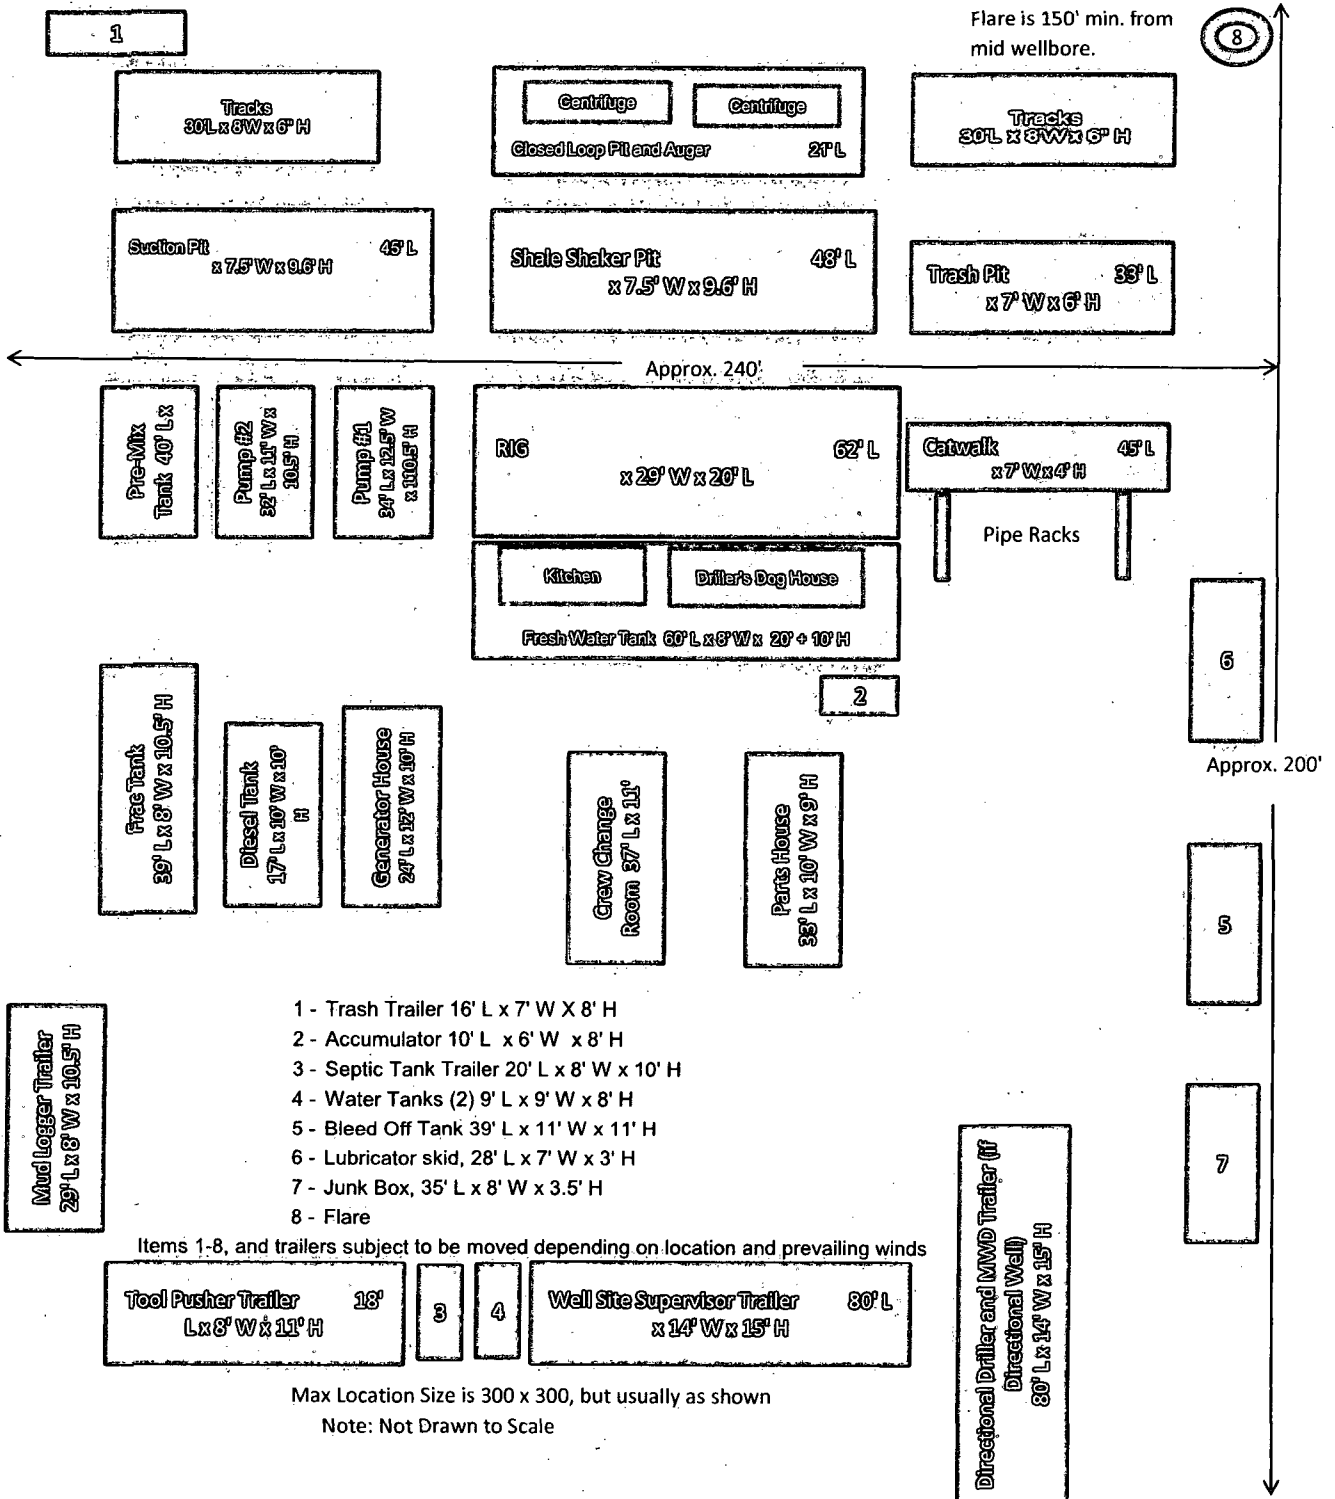 1
Flare is 150' min. from
mid wellbore.
8
Tracks
30'L x 8'W x 6" H
Centrifuge
Centrifuge
Closed Loop Pit and Auger 21' L
Tracks
30'L x 8'W x 6" H
Suction Pit 45' L
x 7.5' W x 9.6' H
Shale Shaker Pit 48' L
x 7.5' W x 9.6' H
Trash Pit 33' L
x 7' W x 6' H
Approx. 240'
Pre-Mix
Tank 40' L x
Pump #2
32' L x 11' W x
10.5' H
Pump #1
34' L x 12.5' W
x 110.5' H
RIG 62' L
x 29' W x 20' L
Catwalk 45' L
x 7' W x 4' H
Pipe Racks
Kitchen
Driller's Dog House
Fresh Water Tank 60' L x 8' W x 20' + 10' H
6
2
Approx. 200'
Frac Tank
39' L x 8' W x 10.5' H
Diesel Tank
17' L x 10' W x 10'
H
Generator House
24' L x 12' W x 10' H
Crew Change
Room 37' L x 11'
Parts House
33' L x 10' W x 9' H
5
Mud Logger Trailer
29' L x 8' W x 10.5' H
1 - Trash Trailer 16' L x 7' W X 8' H
2 - Accumulator 10' L x 6' W x 8' H
3 - Septic Tank Trailer 20' L x 8' W x 10' H
4 - Water Tanks (2) 9' L x 9' W x 8' H
5 - Bleed Off Tank 39' L x 11' W x 11' H
6 - Lubricator skid, 28' L x 7' W x 3' H
7 - Junk Box, 35' L x 8' W x 3.5' H
8 - Flare
7
Items 1-8, and trailers subject to be moved depending on location and prevailing winds
Tool Pusher Trailer 18'
L x 8' W x 11' H
3
4
Well Site Supervisor Trailer 80' L
x 14' W x 15' H
Directional Driller and MWD Trailer (if
Directional Well)
80' L x 14' W x 15' H
Max Location Size is 300 x 300, but usually as shown
Note: Not Drawn to Scale